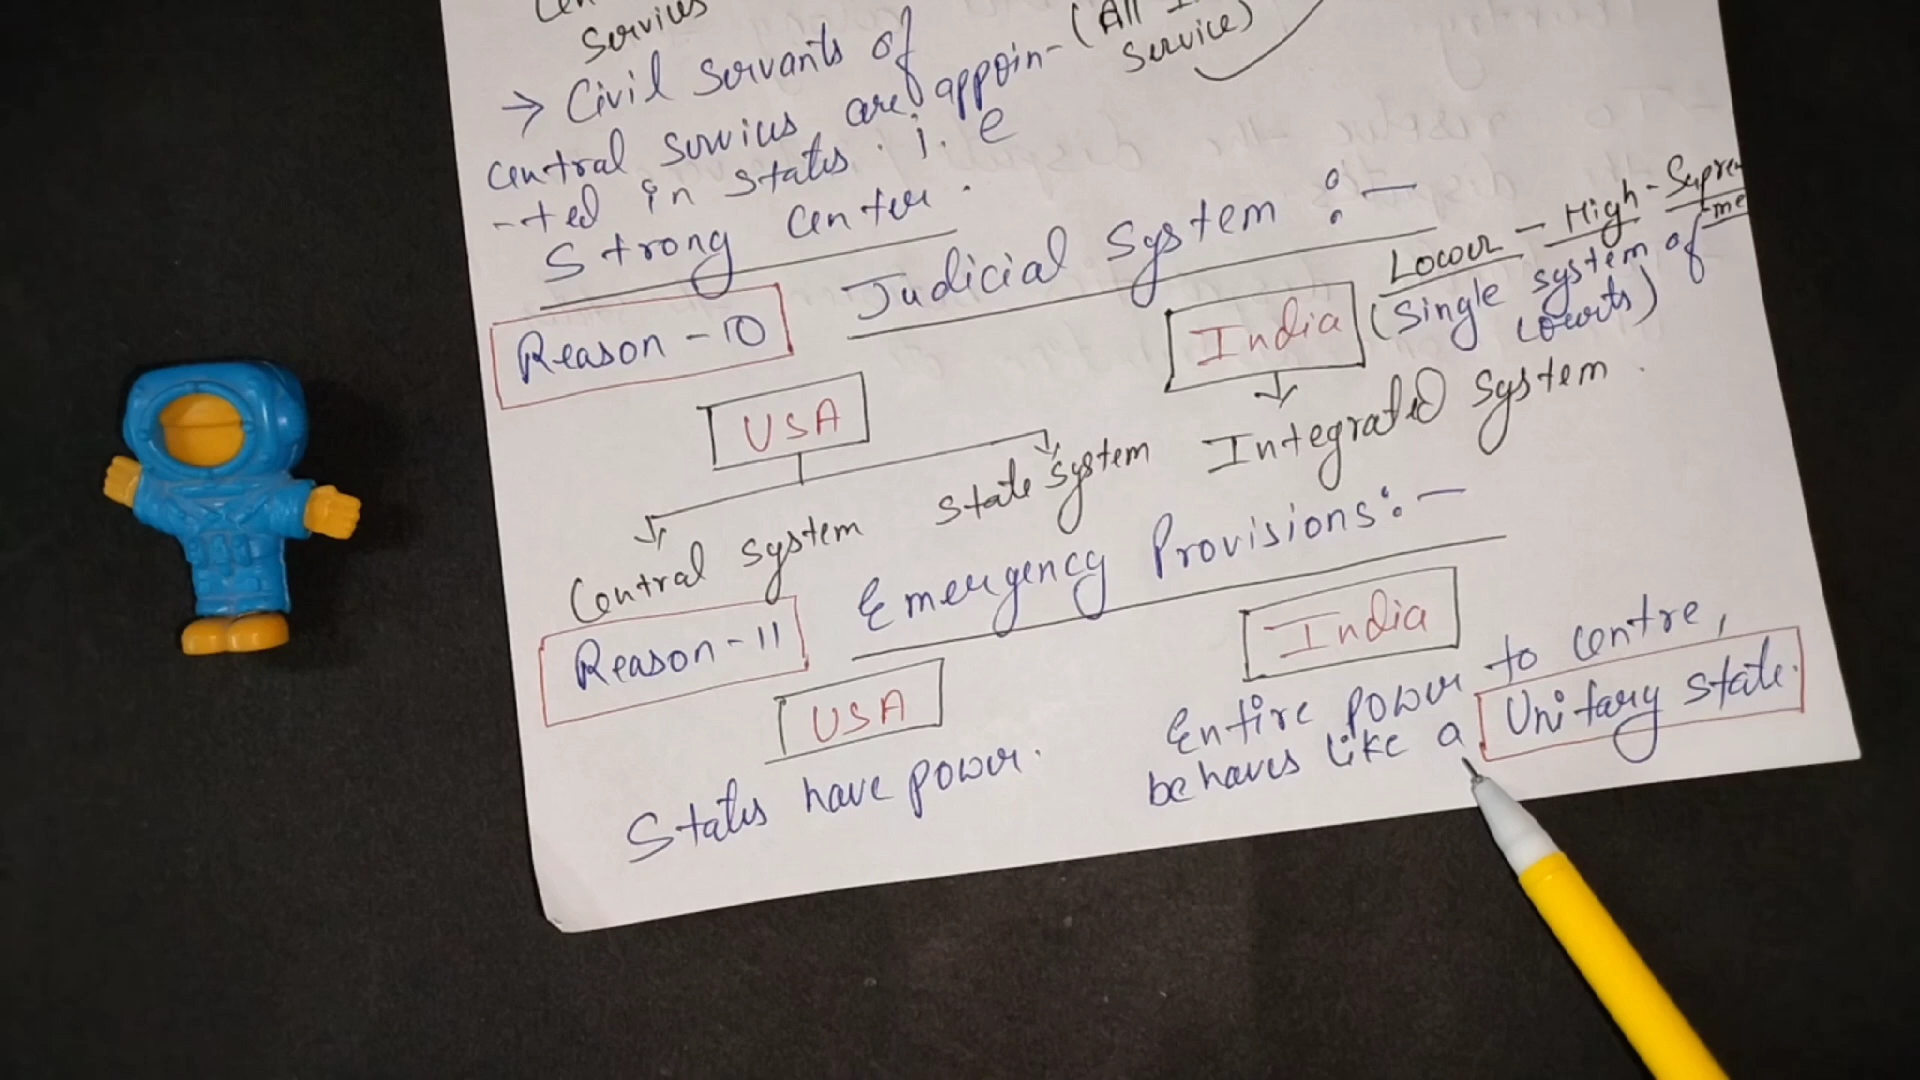 Services
(All
Service)
→ Civil Servants of
central services are appoin-
-ted in states. i.e
Strong Center.
Reason - 10
Judicial System :-
Lower - High - Supre-
-me
India
(Single system of
courts)
USA
Integrated System.
Central system
State system
Reason - 11
Emergency Provisions:-
USA
India
States have power.
Entire power to centre,
behaves like a Unitary state.